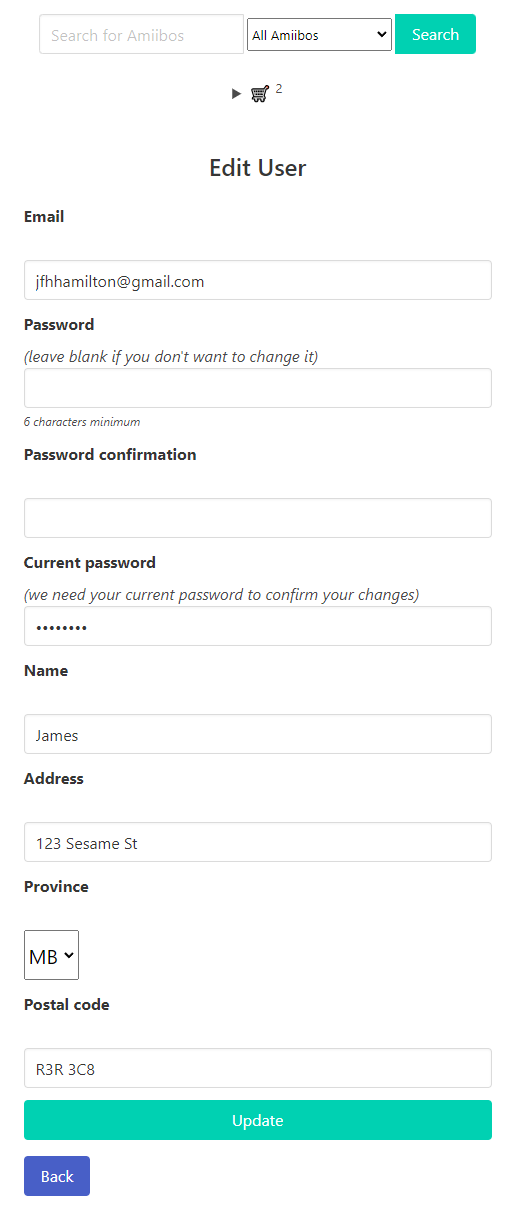 Search for Amiibos All Amiibos Search
2
Edit User
Email
jfhhamilton@gmail.com
Password
(leave blank if you don't want to change it)
6 characters minimum
Password confirmation
Current password
(we need your current password to confirm your changes)
••••••••
Name
James
Address
123 Sesame St
Province
MB
Postal code
R3R 3C8
Update
Back